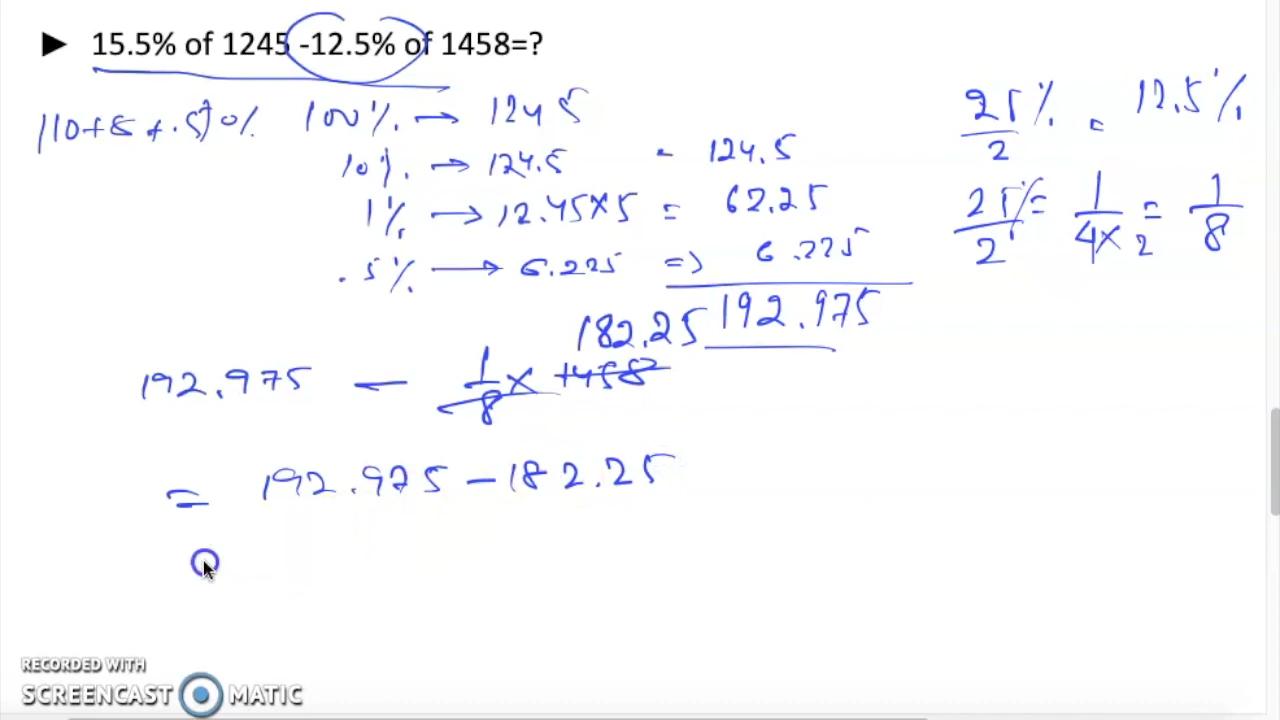 ► 15.5% of 1245 -12.5% of 1458=?
(10+5+.5)% 100% → 1245
25%/2 = 12.5%
10% → 124.5 - 124.5
1% → 12.45×5 = 62.25
25%/2 = 1/4×2 = 1/8
.5% → 6.225 => 6.225
182.25 192.975
192.975 - 1/8 × 1458
= 192.975 - 182.25
RECORDED WITH
SCREENCAST MATIC